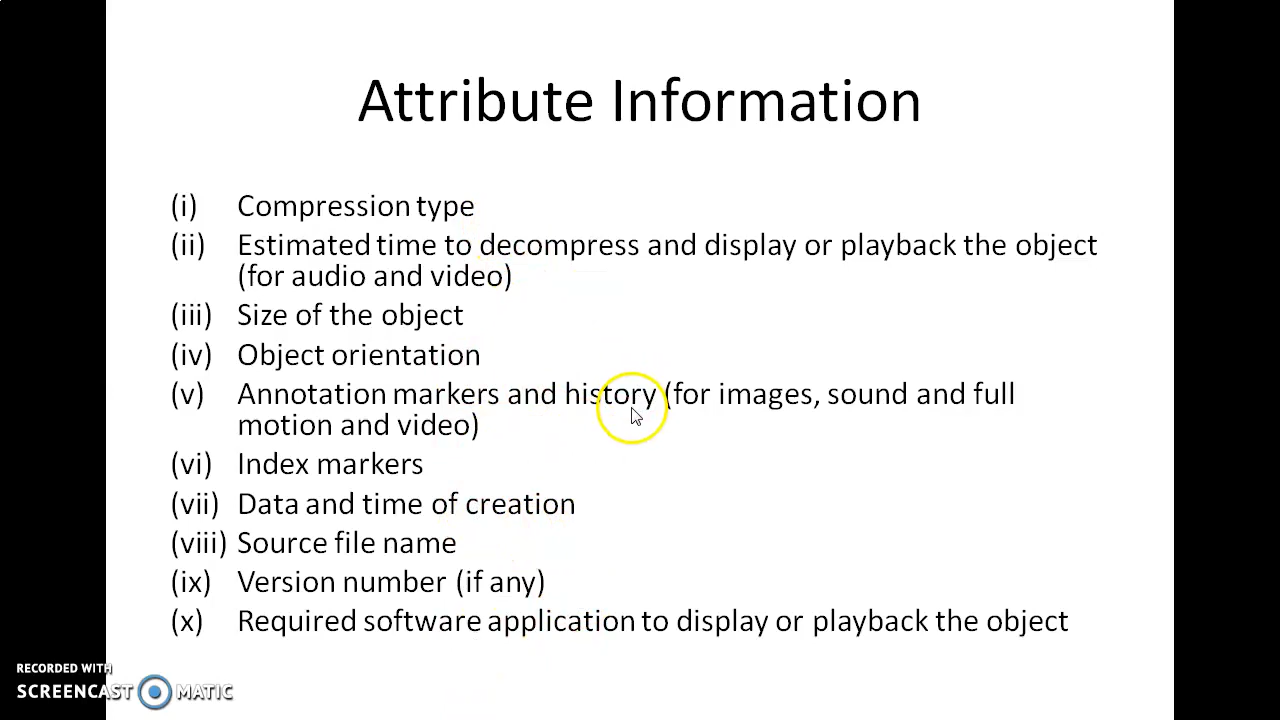 Attribute Information
(i) Compression type
(ii) Estimated time to decompress and display or playback the object
(for audio and video)
(iii) Size of the object
(iv) Object orientation
(v) Annotation markers and history (for images, sound and full
motion and video)
(vi) Index markers
(vii) Data and time of creation
(viii) Source file name
(ix) Version number (if any)
(x) Required software application to display or playback the object
RECORDED WITH
SCREENCAST MATIC